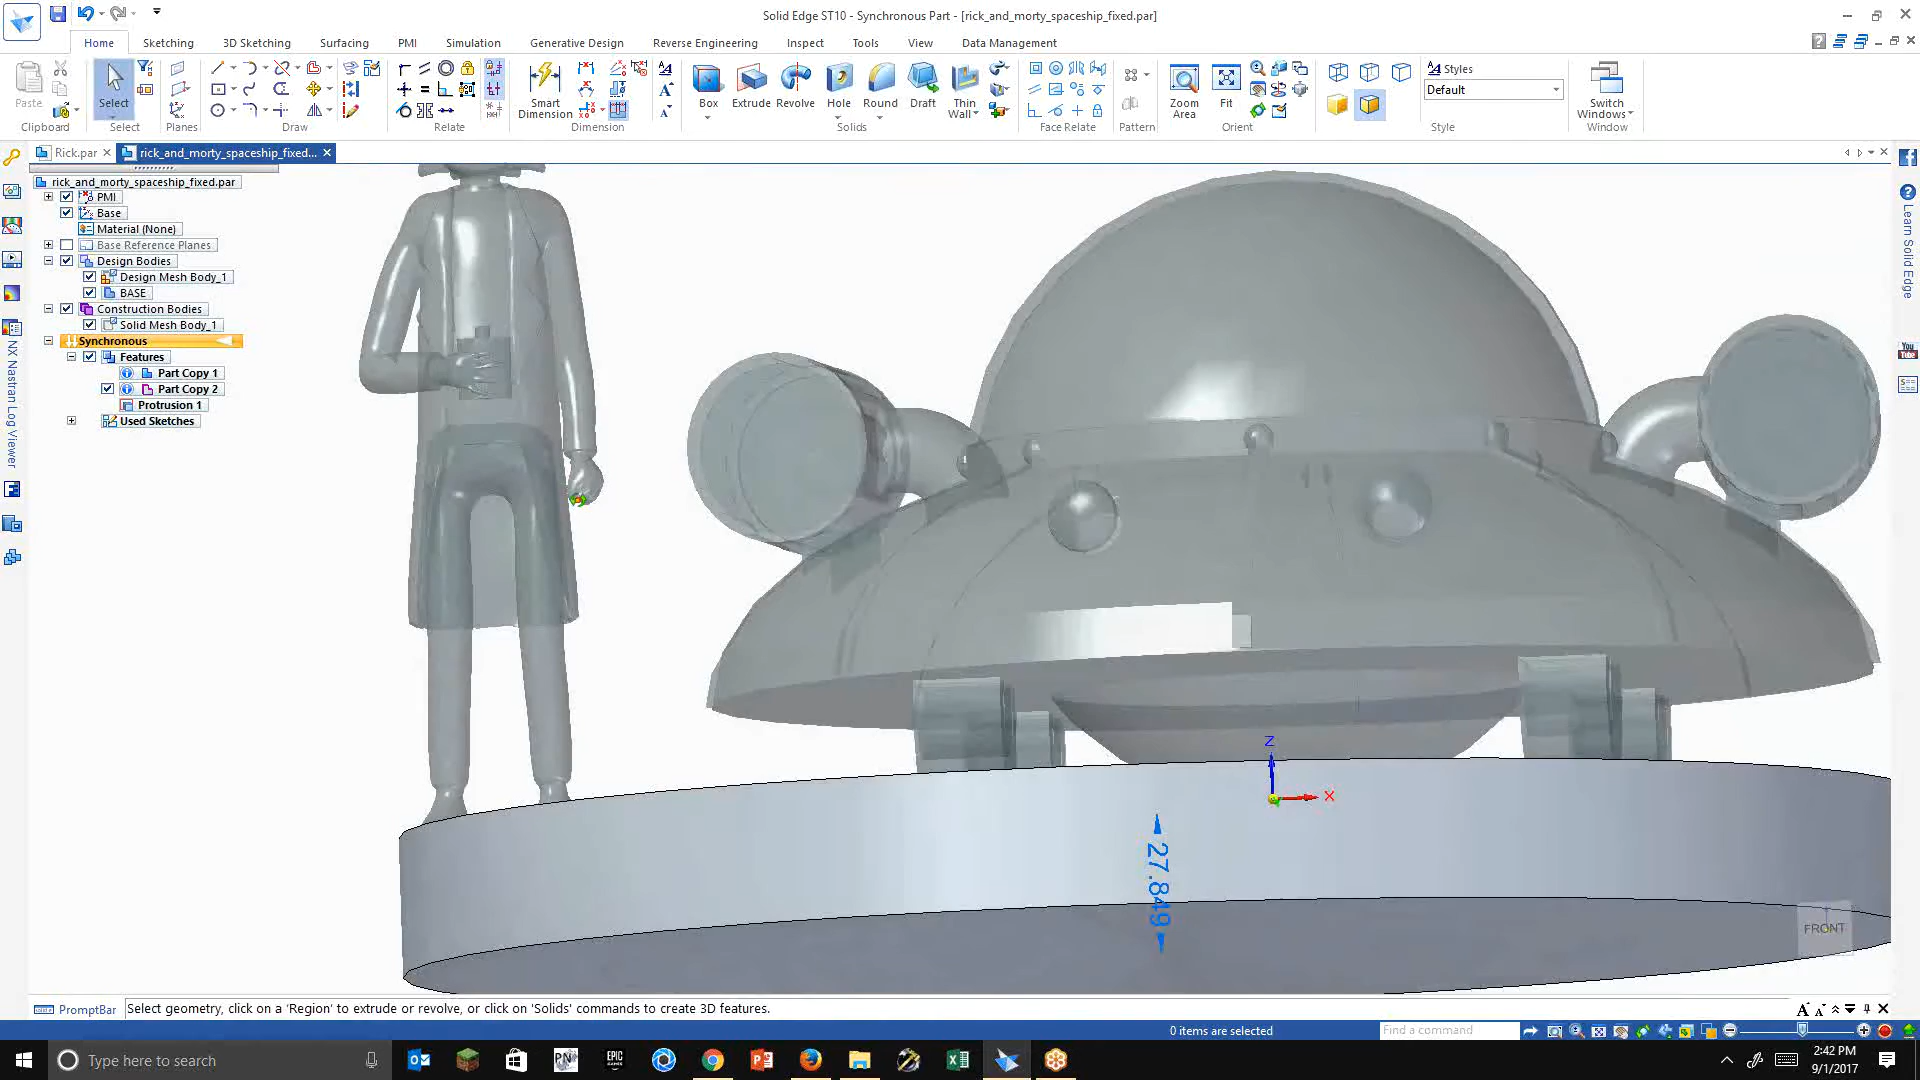 Solid Edge ST10 - Synchronous Part - [rick_and_morty_spaceship_fixed.par]
Home Sketching 3D Sketching Surfacing PMI Simulation Generative Design Reverse Engineering Inspect Tools View Data Management
Paste
Clipboard
Select
Select
Planes
Draw
Relate
Smart Dimension
Dimension
Box Extrude Revolve Hole Round Draft Thin Wall
Solids
Face Relate
Pattern
Zoom Area
Fit
Orient
Styles
Default
Style
Switch Windows
Window
Rick.par
rick_and_morty_spaceship_fixed...
rick_and_morty_spaceship_fixed.par
PMI
Base
Material (None)
Base Reference Planes
Design Bodies
Design Mesh Body_1
BASE
Construction Bodies
Solid Mesh Body_1
Synchronous
Features
Part Copy 1
Part Copy 2
Protrusion 1
Used Sketches
NX Nastran Log Viewer
Learn Solid Edge
You
Z
X
27.849
FRONT
PromptBar
Select geometry, click on a 'Region' to extrude or revolve, or click on 'Solids' commands to create 3D features.
0 items are selected
Find a command
Type here to search
PN
EPIC GAMES
2:42 PM
9/1/2017